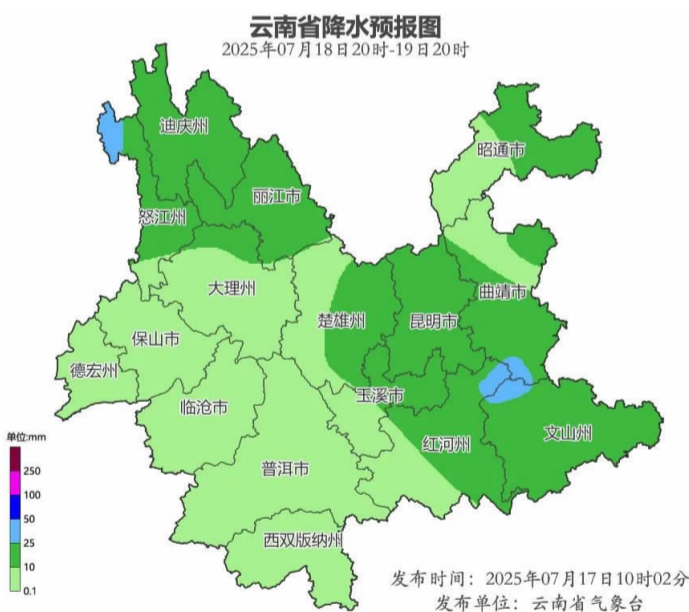 云南省降水预报图
2025年07月18日20时-19日20时
迪庆州
昭通市
丽江市
怒江州
大理州
曲靖市
楚雄州
昆明市
保山市
德宏州
玉溪市
临沧市
文山州
红河州
普洱市
西双版纳州
单位:mm
250
100
50
25
10
0.1
发布时间：2025年07月17日10时02分
发布单位：云南省气象台